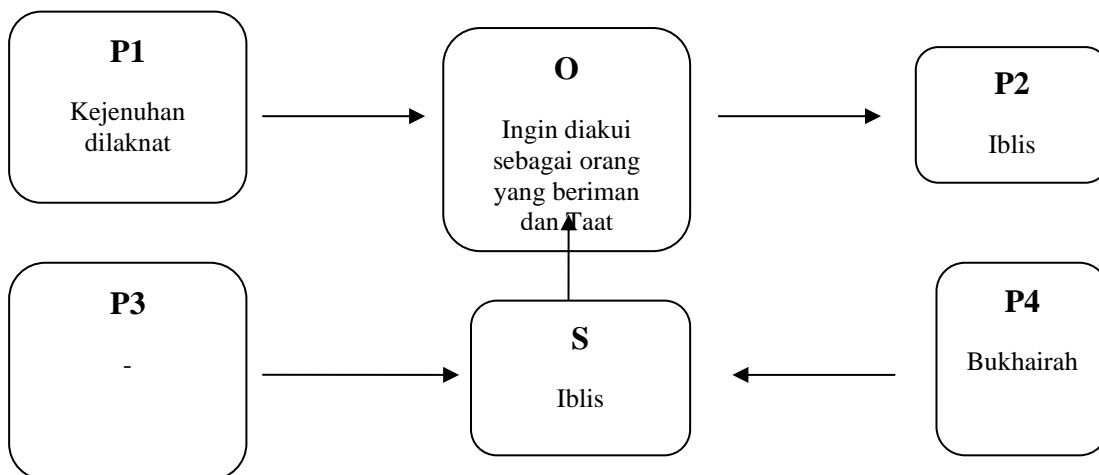 P1
Kejenuhan
dilaknat
O
Ingin diakui
sebagai orang
yang beriman
dan Taat
P2
Iblis
P3
-
S
Iblis
P4
Bukhairah